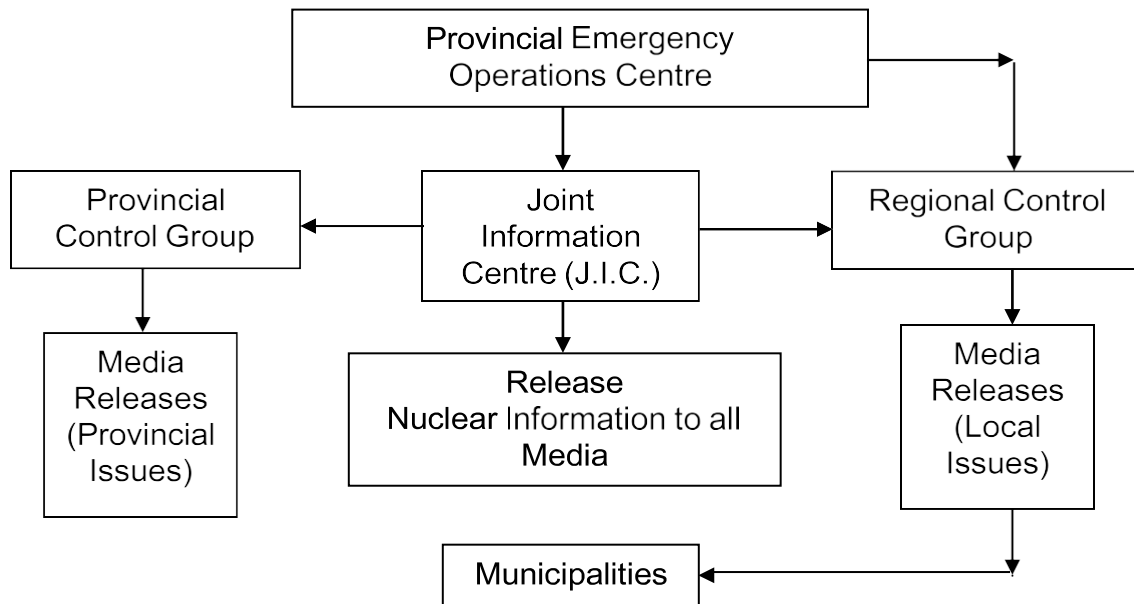 Provincial Emergency
Operations Centre
Provincial
Control Group
Joint
Information
Centre (J.I.C.)
Regional Control
Group
Media
Releases
(Provincial
Issues)
Release
Nuclear Information to all
Media
Media
Releases
(Local
Issues)
Municipalities